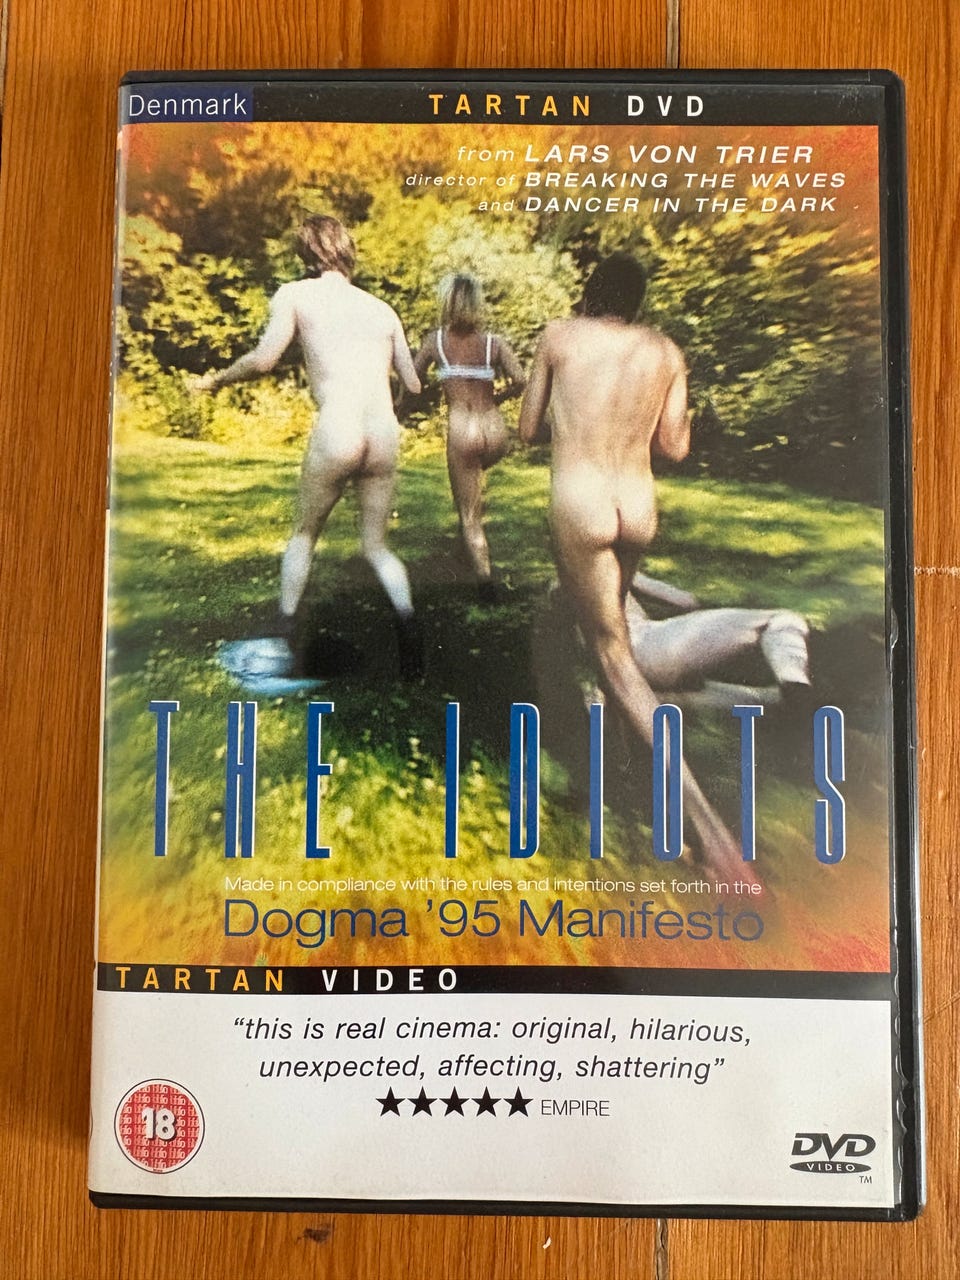 Denmark
TARTAN DVD
from LARS VON TRIER
director of BREAKING THE WAVES
and DANCER IN THE DARK
THE IDIOTS
Made in compliance with the rules and intentions set forth in the
Dogma '95 Manifesto
TARTAN VIDEO
“this is real cinema: original, hilarious,
unexpected, affecting, shattering”
★★★★★ EMPIRE
18
DVD
VIDEO
TM